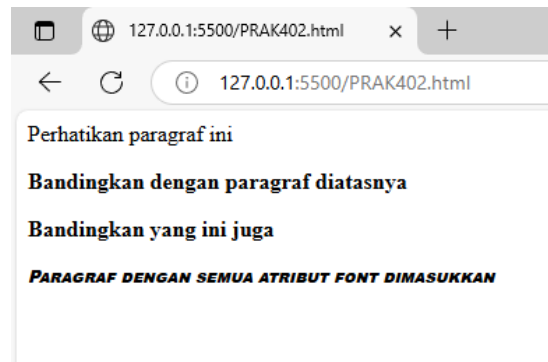 127.0.0.1:5500/PRAK402.html
127.0.0.1:5500/PRAK402.html
Perhatikan paragraf ini
Bandingkan dengan paragraf diatasnya
Bandingkan yang ini juga
PARAGRAF DENGAN SEMUA ATRIBUT FONT DIMASUKKAN